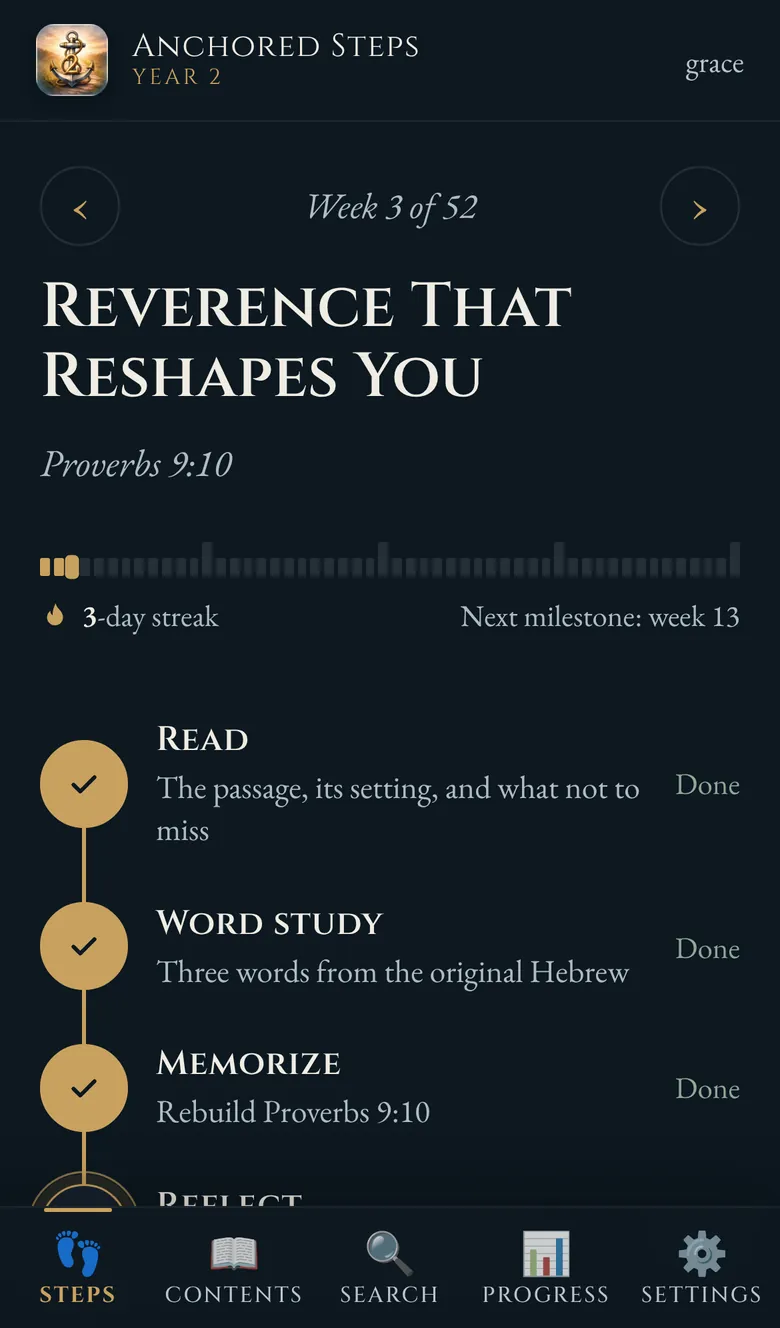 2
Anchored Steps
YEAR 2
grace
Week 3 of 52
Reverence That
Reshapes You
Proverbs 9:10
3-day streak
Next milestone: week 13
Read
The passage, its setting, and what not to
miss
Done
Word study
Three words from the original Hebrew
Done
Memorize
Rebuild Proverbs 9:10
Done
Reflect
STEPS
CONTENTS
SEARCH
PROGRESS
SETTINGS